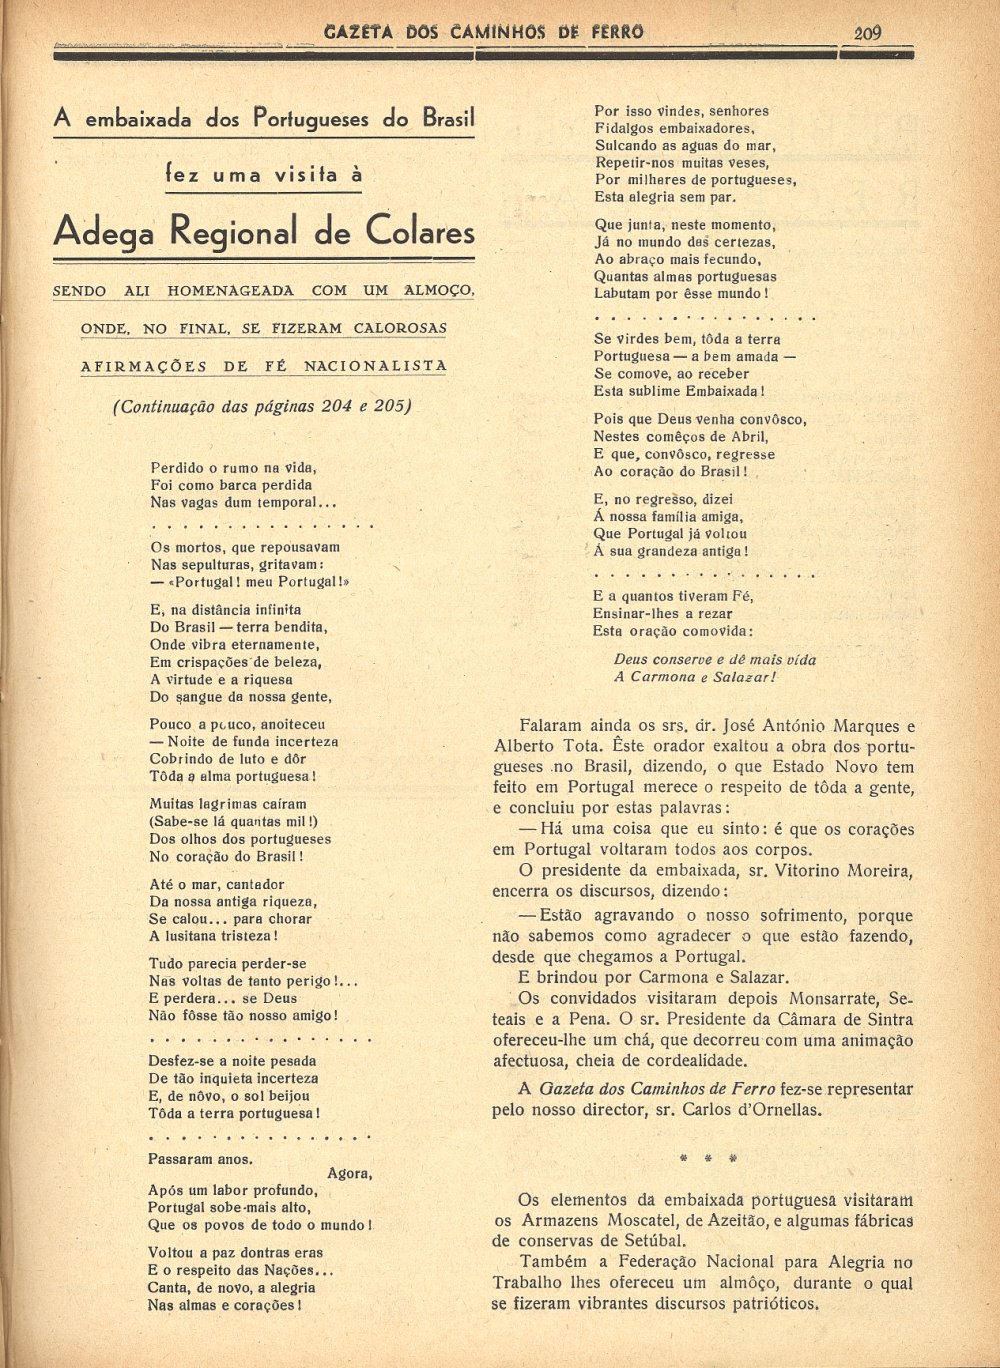 GAZETA DOS CAMINHOS DE FERRO 209
A embaixada dos Portugueses do Brasil
fez uma visita à
Adega Regional de Colares
SENDO ALI HOMENAGEADA COM UM ALMOÇO,
ONDE, NO FINAL, SE FIZERAM CALOROSAS
AFIRMAÇÕES DE FÉ NACIONALISTA
(Continuação das páginas 204 e 205)
Perdido o rumo na vida,
Foi como barca perdida
Nas vagas dum temporal...
. . . . . . . . . . . . . . .
Os mortos, que repousavam
Nas sepulturas, gritavam:
— «Portugal! meu Portugal!»
E, na distância infinita
Do Brasil — terra bendita,
Onde vibra eternamente,
Em crispações de beleza,
A virtude e a riquesa
Do sangue da nossa gente,
Pouco a pouco, anoiteceu
— Noite de funda incerteza
Cobrindo de luto e dôr
Tôda a alma portuguesa!
Muitas lagrimas caíram
(Sabe-se lá quantas mil!)
Dos olhos dos portugueses
No coração do Brasil!
Até o mar, cantador
Da nossa antiga riqueza,
Se calou... para chorar
A lusitana tristeza!
Tudo parecia perder-se
Nas voltas de tanto perigo!...
E perdera... se Deus
Não fôsse tão nosso amigo!
. . . . . . . . . . . . . . .
Desfez-se a noite pesada
De tão inquieta incerteza
E, de nôvo, o sol beijou
Tôda a terra portuguesa!
. . . . . . . . . . . . . . .
Passaram anos.
Agora,
Após um labor profundo,
Portugal sobe mais alto,
Que os povos de todo o mundo!
Voltou a paz dontras eras
E o respeito das Nações...
Canta, de novo, a alegria
Nas almas e corações!
Por isso vindes, senhores
Fidalgos embaixadores,
Sulcando as aguas do mar,
Repetir-nos muitas veses,
Por milhares de portugueses,
Esta alegria sem par.
Que junta, neste momento,
Já no mundo das certezas,
Ao abraço mais fecundo,
Quantas almas portuguesas
Labutam por êsse mundo!
. . . . . . . . . . . . . . .
Se virdes bem, tôda a terra
Portuguesa — a bem amada —
Se comove, ao receber
Esta sublime Embaixada!
Pois que Deus venha convôsco,
Nestes comêços de Abril,
E que, convôsco, regresse
Ao coração do Brasil!
E, no regresso, dizei
Á nossa família amiga,
Que Portugal já voltou
Á sua grandeza antiga!
. . . . . . . . . . . . . . .
E a quantos tiveram Fé,
Ensinar-lhes a rezar
Esta oração comovida:
Deus conserve e dê mais vída
A Carmona e Salazar!
Falaram ainda os srs. dr. José António Marques e
Alberto Tota. Êste orador exaltou a obra dos portu-
gueses no Brasil, dizendo, o que Estado Novo tem
feito em Portugal merece o respeito de tôda a gente,
e concluiu por estas palavras:
— Há uma coisa que eu sinto: é que os corações
em Portugal voltaram todos aos corpos.
O presidente da embaixada, sr. Vitorino Moreira,
encerra os discursos, dizendo:
— Estão agravando o nosso sofrimento, porque
não sabemos como agradecer o que estão fazendo,
desde que chegamos a Portugal.
E brindou por Carmona e Salazar.
Os convidados visitaram depois Monsarrate, Se-
teais e a Pena. O sr. Presidente da Câmara de Sintra
ofereceu-lhe um chá, que decorreu com uma animação
afectuosa, cheia de cordealidade.
A Gazeta dos Caminhos de Ferro fez-se representar
pelo nosso director, sr. Carlos d'Ornellas.
* * *
Os elementos da embaixada portuguesa visitaram
os Armazens Moscatel, de Azeitão, e algumas fábricas
de conservas de Setúbal.
Também a Federação Nacional para Alegria no
Trabalho lhes ofereceu um almôço, durante o qual
se fizeram vibrantes discursos patrióticos.